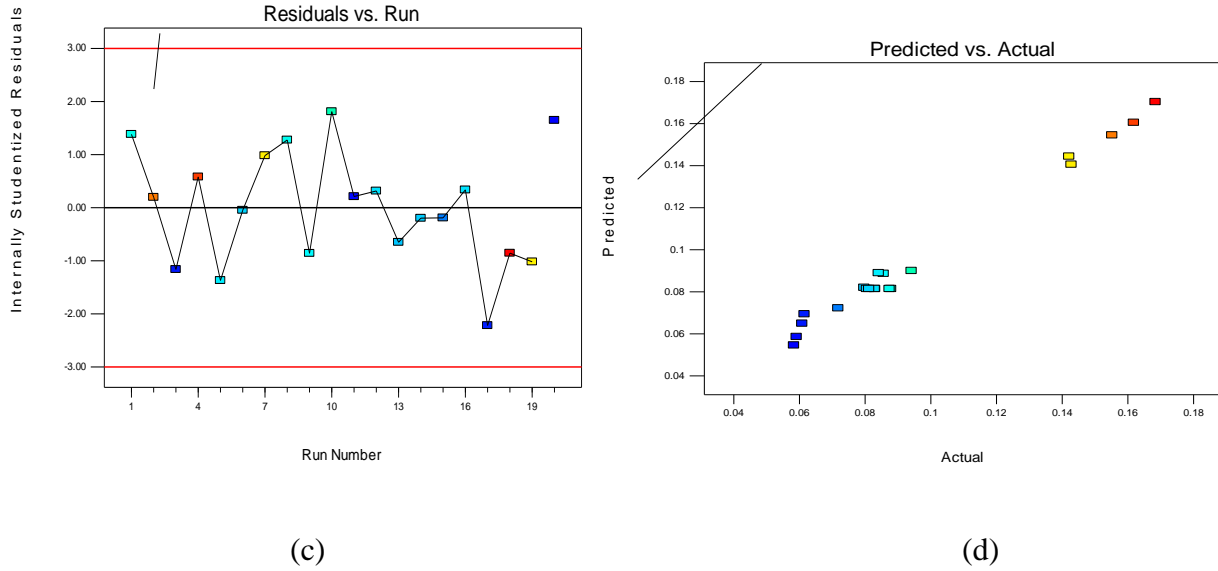 Residuals vs. Run
Internally Studentized Residuals
3.00
2.00
1.00
0.00
-1.00
-2.00
-3.00
1 4 7 10 13 16 19
Run Number
(c)
Predicted vs. Actual
Predicted
0.18
0.16
0.14
0.12
0.1
0.08
0.06
0.04
0.04 0.06 0.08 0.1 0.12 0.14 0.16 0.18
Actual
(d)